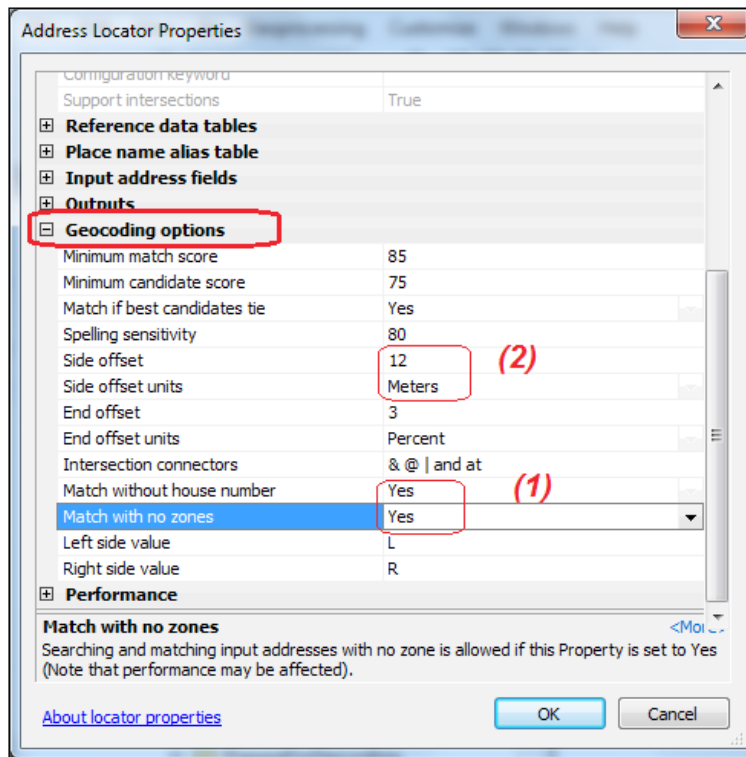 Address Locator Properties
Configuration keyword
Support intersections True
Reference data tables
Place name alias table
Input address fields
Outputs
Geocoding options
Minimum match score 85
Minimum candidate score 75
Match if best candidates tie Yes
Spelling sensitivity 80
Side offset 12 (2)
Side offset units Meters
End offset 3
End offset units Percent
Intersection connectors & @ | and at
Match without house number Yes (1)
Match with no zones Yes
Left side value L
Right side value R
Performance
Match with no zones
Searching and matching input addresses with no zone is allowed if this Property is set to Yes
(Note that performance may be affected).
About locator properties OK Cancel